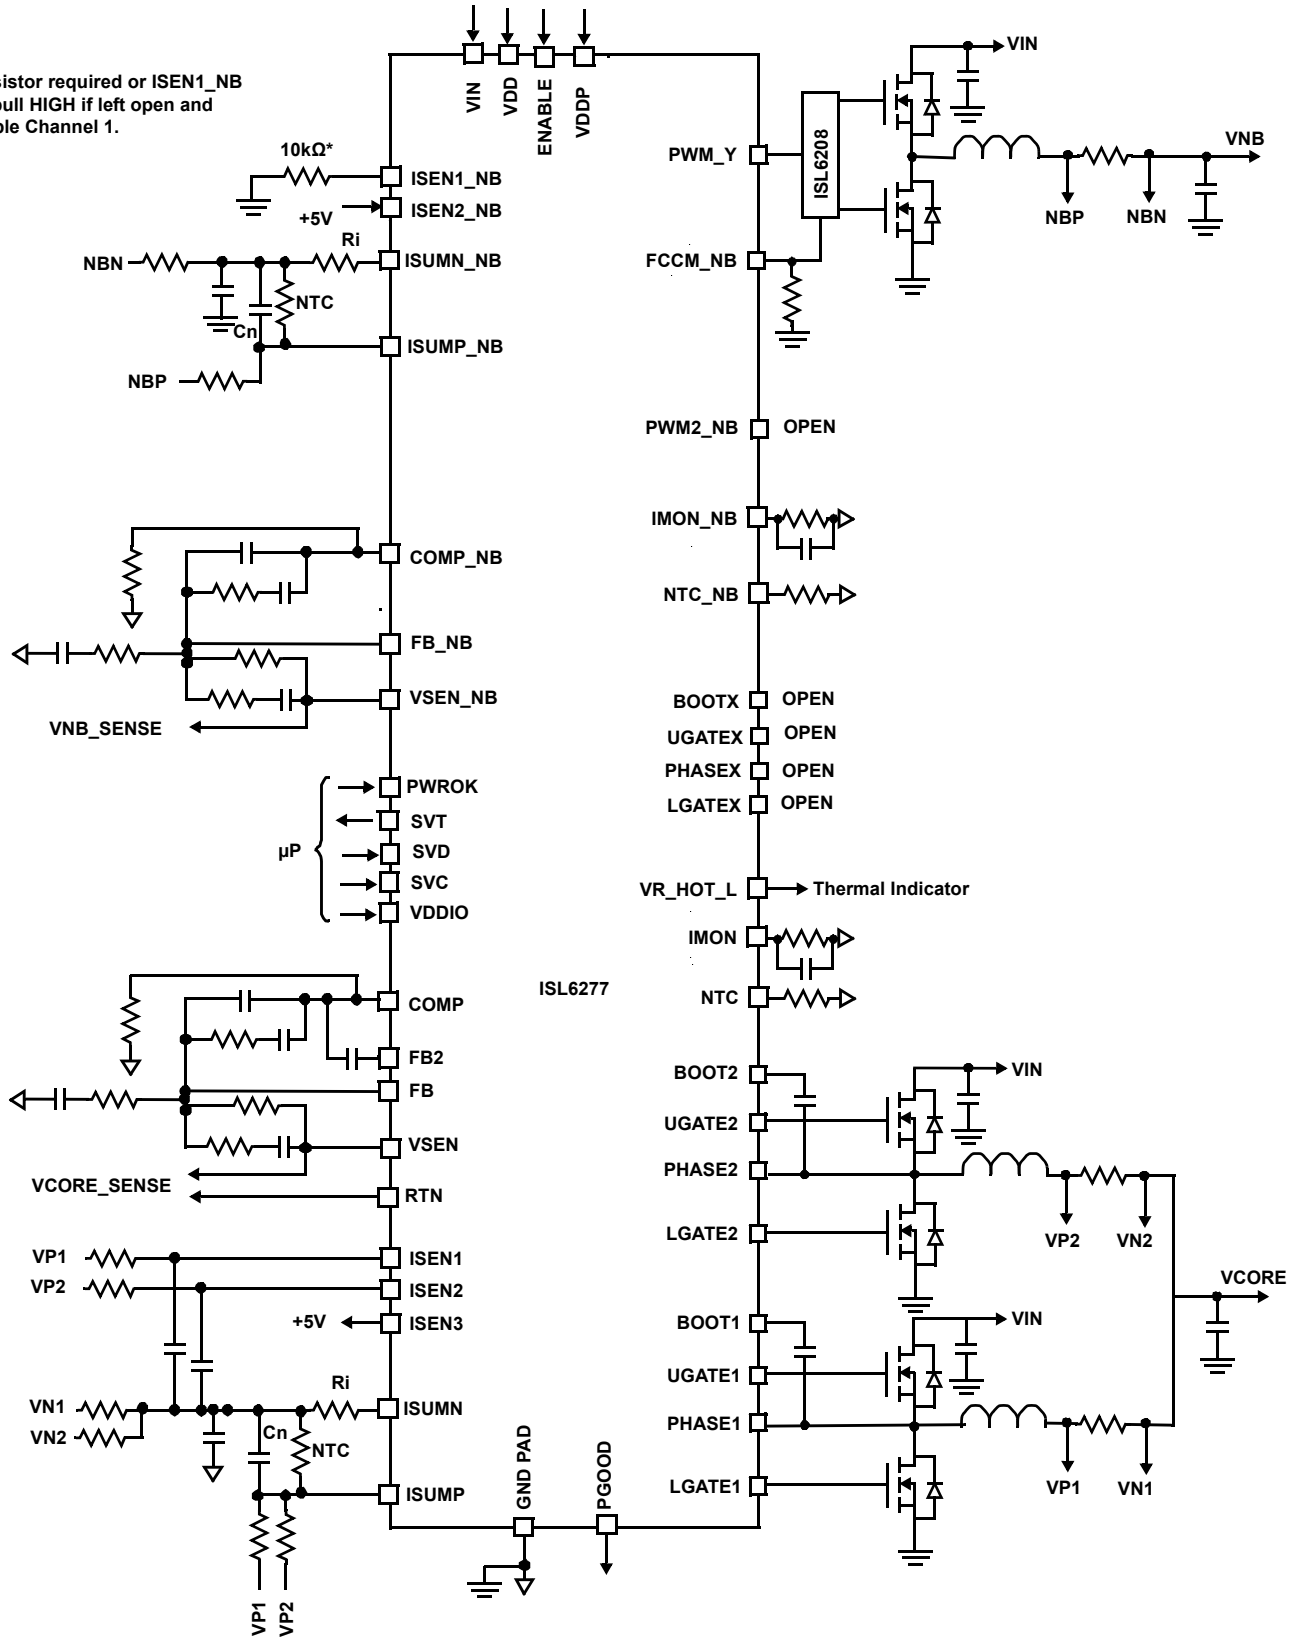 sistor required or ISEN1_NB
pull HIGH if left open and
ple Channel 1.
VIN
VDD
ENABLE
VDDP
10kΩ*
ISEN1_NB
+5V
ISEN2_NB
Ri
NBN
ISUMN_NB
NTC
Cn
ISUMP_NB
NBP
PWM_Y
ISL6208
VIN
VNB
NBP
NBN
FCCM_NB
PWM2_NB
OPEN
IMON_NB
COMP_NB
NTC_NB
FB_NB
VSEN_NB
VNB_SENSE
BOOTX
OPEN
UGATEX
OPEN
PHASEX
OPEN
LGATEX
OPEN
µP
PWROK
SVT
SVD
SVC
VDDIO
VR_HOT_L
Thermal Indicator
IMON
ISL6277
NTC
COMP
FB2
FB
VSEN
VCORE_SENSE
RTN
BOOT2
VIN
UGATE2
PHASE2
LGATE2
VP2
VN2
VP1
ISEN1
VP2
ISEN2
+5V
ISEN3
VCORE
BOOT1
VIN
UGATE1
PHASE1
LGATE1
VP1
VN1
Ri
VN1
ISUMN
VN2
Cn
NTC
ISUMP
VP1
VP2
GND PAD
PGOOD